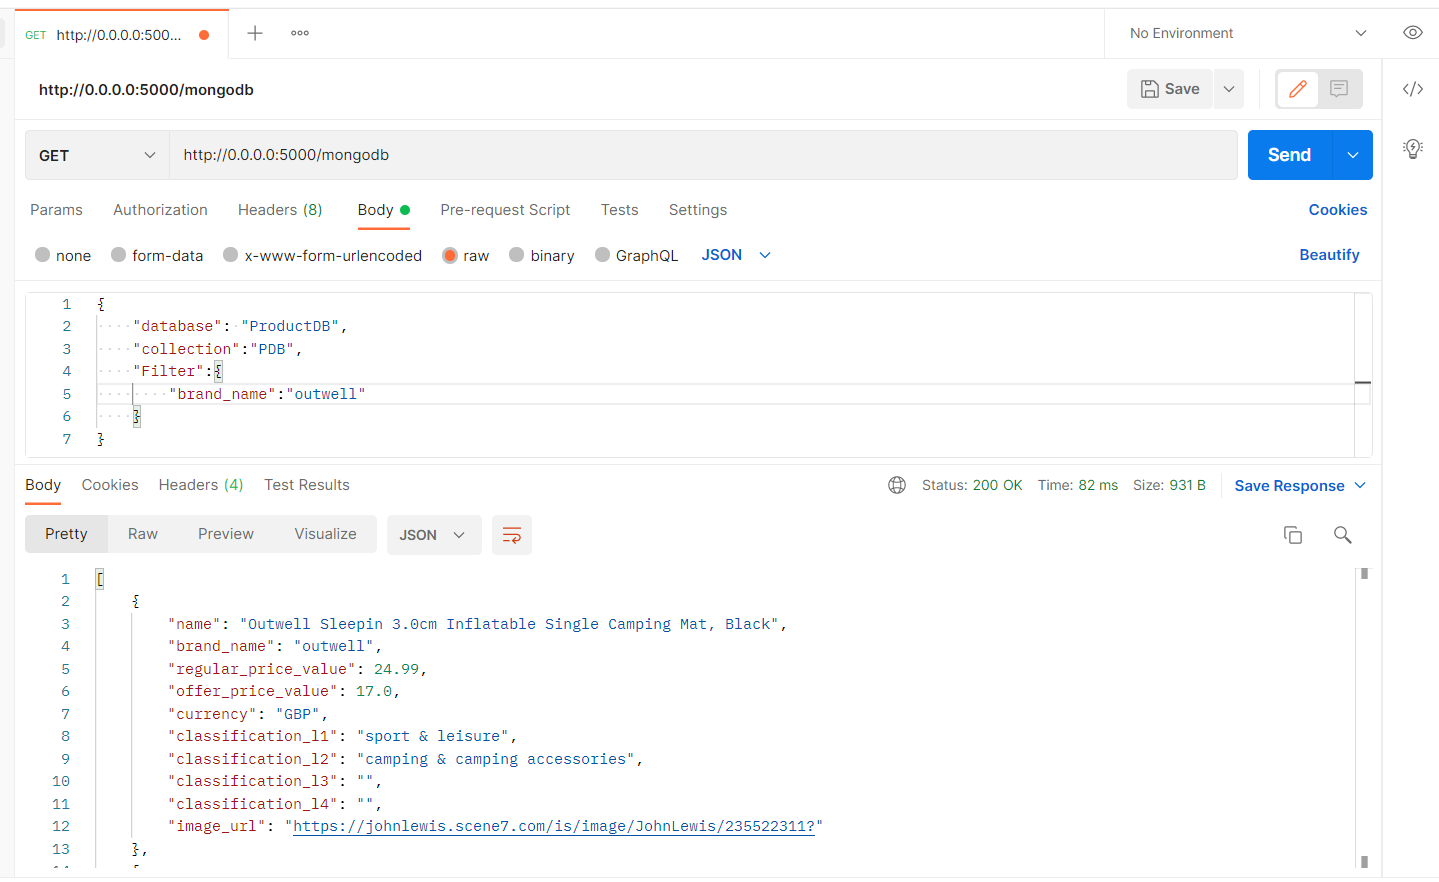 GET http://0.0.0.0:500...
No Environment
http://0.0.0.0:5000/mongodb
Save
GET http://0.0.0.0:5000/mongodb Send
Params Authorization Headers (8) Body Pre-request Script Tests Settings Cookies
none form-data x-www-form-urlencoded raw binary GraphQL JSON Beautify
1 {
2 "database": "ProductDB",
3 "collection":"PDB",
4 "Filter":{
5 "brand_name":"outwell"
6 }
7 }
Body Cookies Headers (4) Test Results Status: 200 OK Time: 82 ms Size: 931 B Save Response
Pretty Raw Preview Visualize JSON
1 [
2 {
3 "name": "Outwell Sleepin 3.0cm Inflatable Single Camping Mat, Black",
4 "brand_name": "outwell",
5 "regular_price_value": 24.99,
6 "offer_price_value": 17.0,
7 "currency": "GBP",
8 "classification_l1": "sport & leisure",
9 "classification_l2": "camping & camping accessories",
10 "classification_l3": "",
11 "classification_l4": "",
12 "image_url": "https://johnlewis.scene7.com/is/image/JohnLewis/235522311?"
13 },